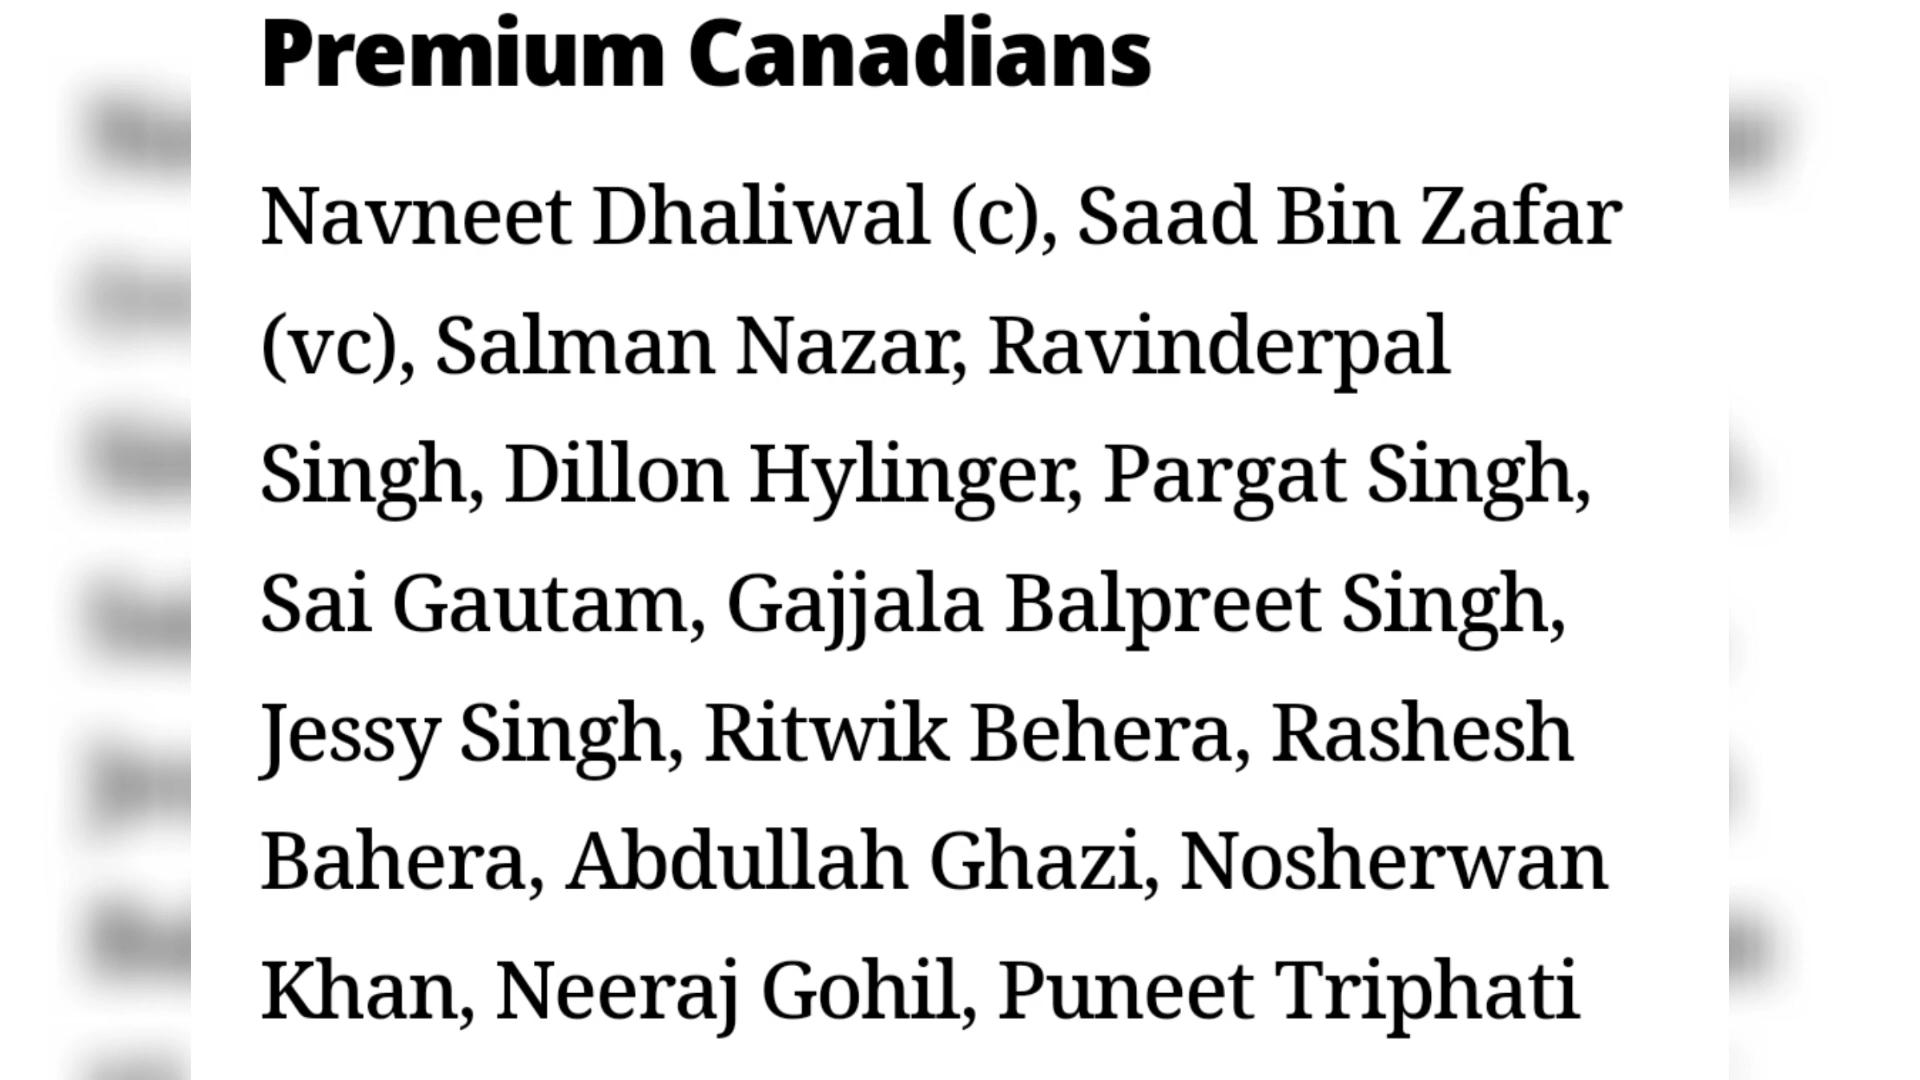 Premium Canadians
Navneet Dhaliwal (c), Saad Bin Zafar
(vc), Salman Nazar, Ravinderpal
Singh, Dillon Hylinger, Pargat Singh,
Sai Gautam, Gajjala Balpreet Singh,
Jessy Singh, Ritwik Behera, Rashesh
Bahera, Abdullah Ghazi, Nosherwan
Khan, Neeraj Gohil, Puneet Triphati